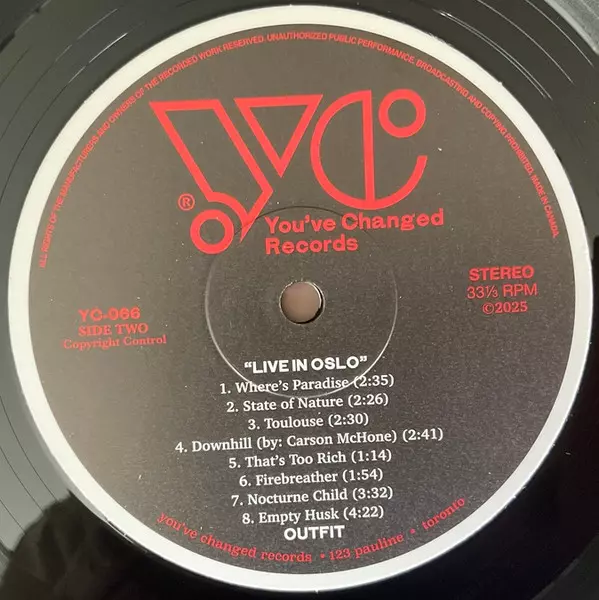 ALL RIGHTS OF THE MANUFACTURERS AND OWNERS OF THE RECORDED WORK RESERVED. UNAUTHORIZED PUBLIC PERFORMANCE, BROADCASTING AND COPYING PROHIBITED. MADE IN CANADA.
YC
®
You've Changed
Records
YC-066
SIDE TWO
Copyright Control
STEREO
33⅓ RPM
©2025
“LIVE IN OSLO”
1. Where's Paradise (2:35)
2. State of Nature (2:26)
3. Toulouse (2:30)
4. Downhill (by: Carson McHone) (2:41)
5. That's Too Rich (1:14)
6. Firebreather (1:54)
7. Nocturne Child (3:32)
8. Empty Husk (4:22)
OUTFIT
you've changed records • 123 pauline • toronto